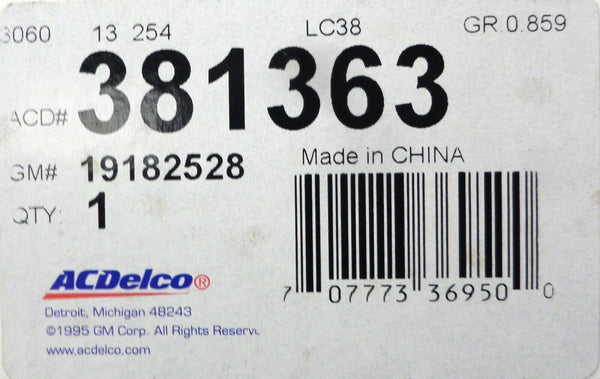 3060 13 254 LC38 GR.0.859
ACD# 381363
GM# 19182528
Made in CHINA
QTY: 1
7 07773 36950 0
ACDelco®
Detroit, Michigan 48243
©1995 GM Corp. All Rights Reserv
www.acdelco.com